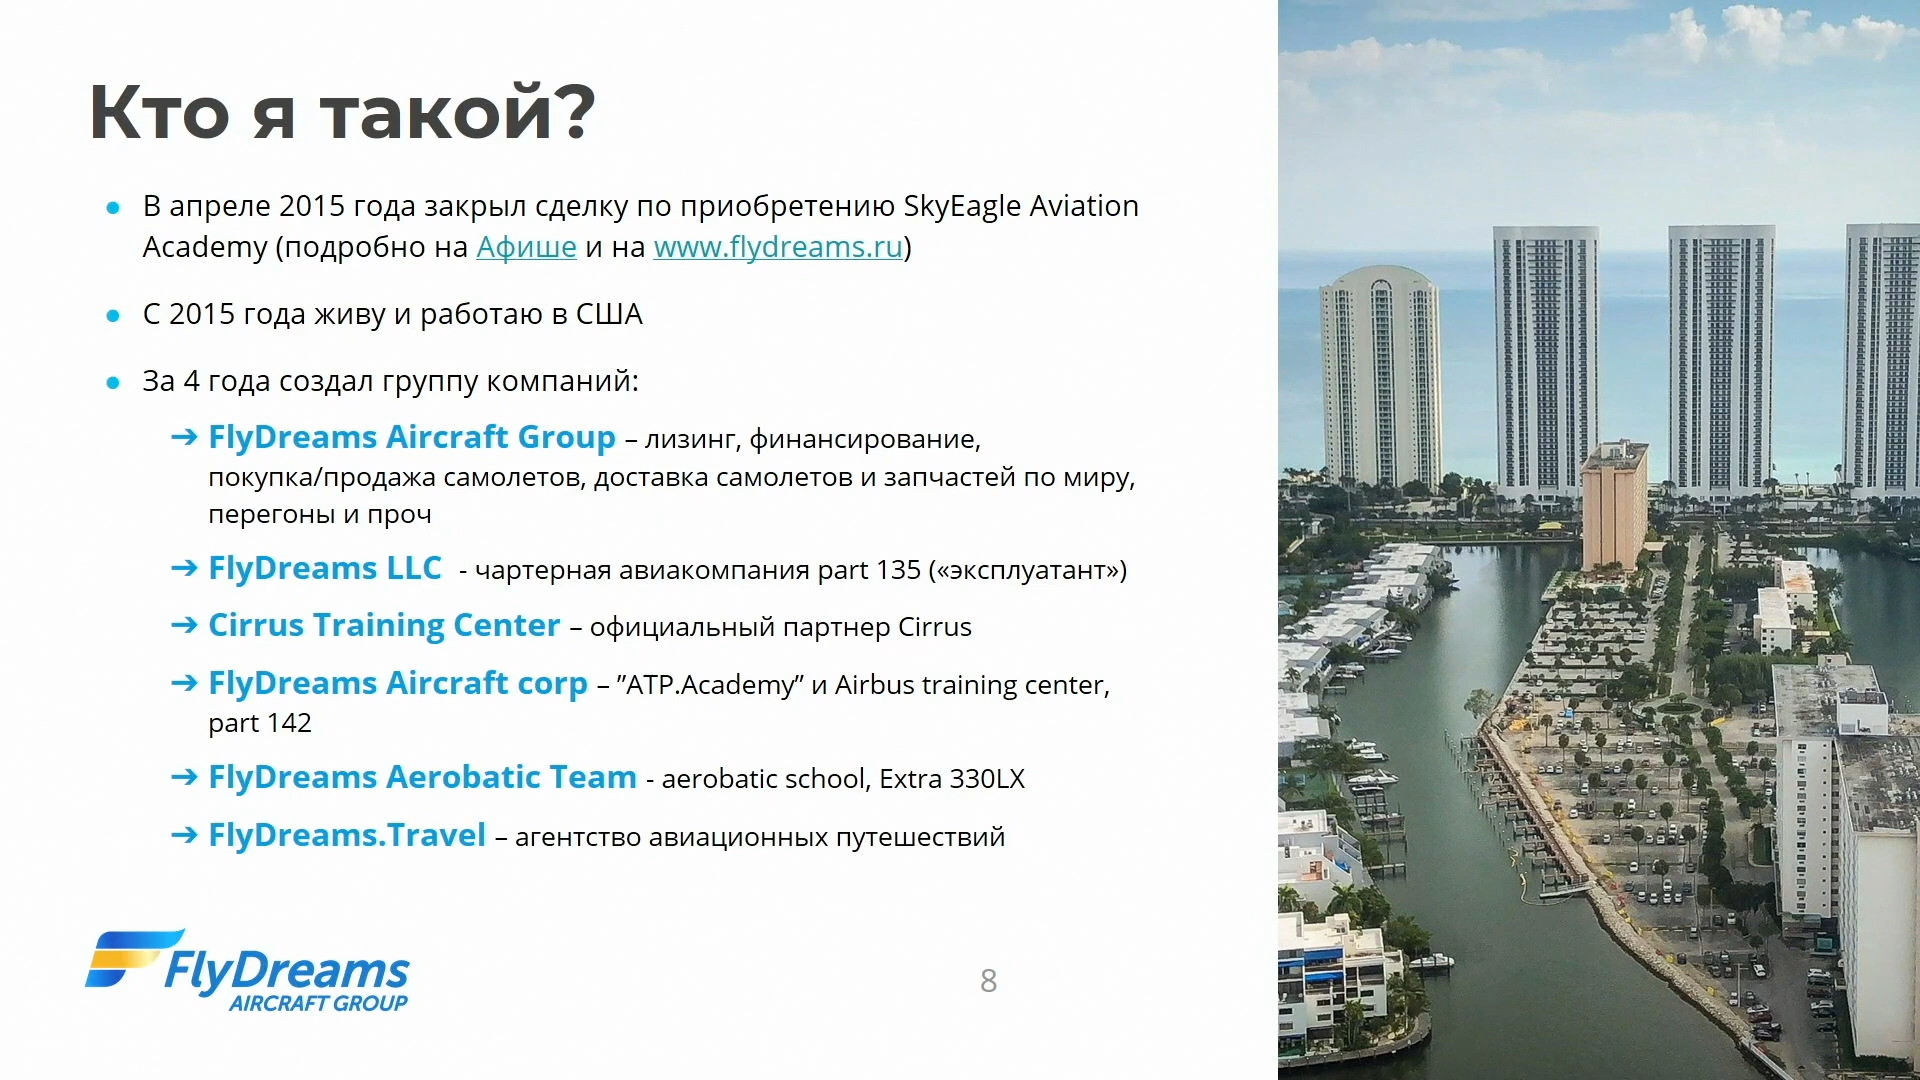 Кто я такой?
● В апреле 2015 года закрыл сделку по приобретению SkyEagle Aviation
Academy (подробно на Афише и на www.flydreams.ru)
● С 2015 года живу и работаю в США
● За 4 года создал группу компаний:
➔ FlyDreams Aircraft Group – лизинг, финансирование,
покупка/продажа самолетов, доставка самолетов и запчастей по миру,
перегоны и проч
➔ FlyDreams LLC - чартерная авиакомпания part 135 («эксплуатант»)
➔ Cirrus Training Center – официальный партнер Cirrus
➔ FlyDreams Aircraft corp – ”ATP.Academy” и Airbus training center,
part 142
➔ FlyDreams Aerobatic Team - aerobatic school, Extra 330LX
➔ FlyDreams.Travel – агентство авиационных путешествий
FlyDreams
AIRCRAFT GROUP
8